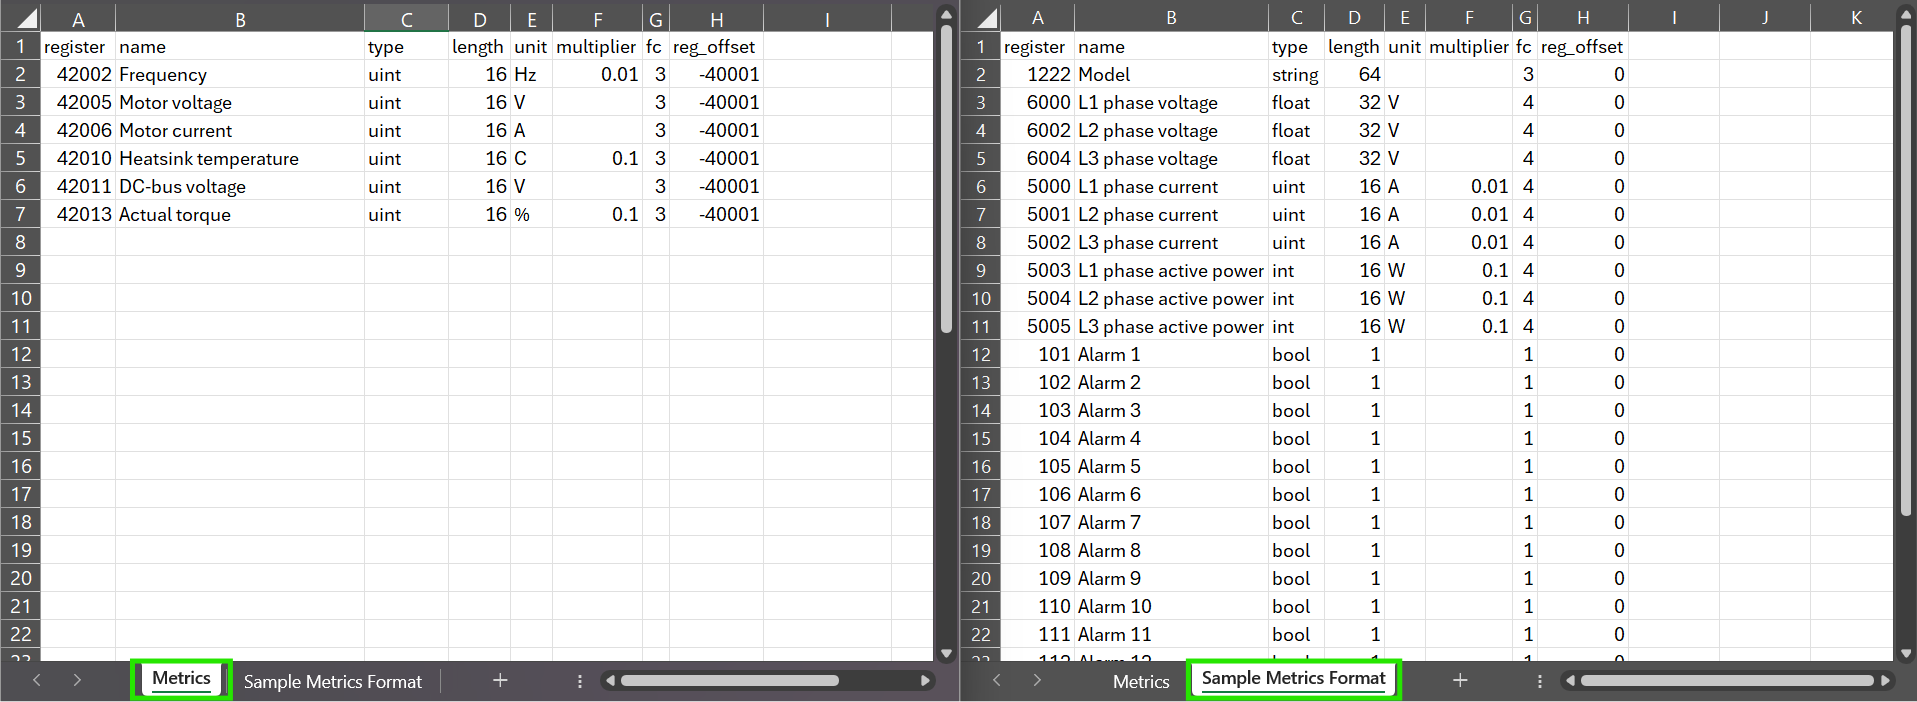 A B C D E F G H I
1 register name type length unit multiplier fc reg_offset
2 42002 Frequency uint 16 Hz 0.01 3 -40001
3 42005 Motor voltage uint 16 V 3 -40001
4 42006 Motor current uint 16 A 3 -40001
5 42010 Heatsink temperature uint 16 C 0.1 3 -40001
6 42011 DC-bus voltage uint 16 V 3 -40001
7 42013 Actual torque uint 16 % 0.1 3 -40001
8
9
10
11
12
13
14
15
16
17
18
19
20
21
22
23
Metrics Sample Metrics Format +
A B C D E F G H I J K
1 register name type length unit multiplier fc reg_offset
2 1222 Model string 64 3 0
3 6000 L1 phase voltage float 32 V 4 0
4 6002 L2 phase voltage float 32 V 4 0
5 6004 L3 phase voltage float 32 V 4 0
6 5000 L1 phase current uint 16 A 0.01 4 0
7 5001 L2 phase current uint 16 A 0.01 4 0
8 5002 L3 phase current uint 16 A 0.01 4 0
9 5003 L1 phase active power int 16 W 0.1 4 0
10 5004 L2 phase active power int 16 W 0.1 4 0
11 5005 L3 phase active power int 16 W 0.1 4 0
12 101 Alarm 1 bool 1 1 0
13 102 Alarm 2 bool 1 1 0
14 103 Alarm 3 bool 1 1 0
15 104 Alarm 4 bool 1 1 0
16 105 Alarm 5 bool 1 1 0
17 106 Alarm 6 bool 1 1 0
18 107 Alarm 7 bool 1 1 0
19 108 Alarm 8 bool 1 1 0
20 109 Alarm 9 bool 1 1 0
21 110 Alarm 10 bool 1 1 0
22 111 Alarm 11 bool 1 1 0
23 112 Alarm 12 bool 1 1 0
Metrics Sample Metrics Format +